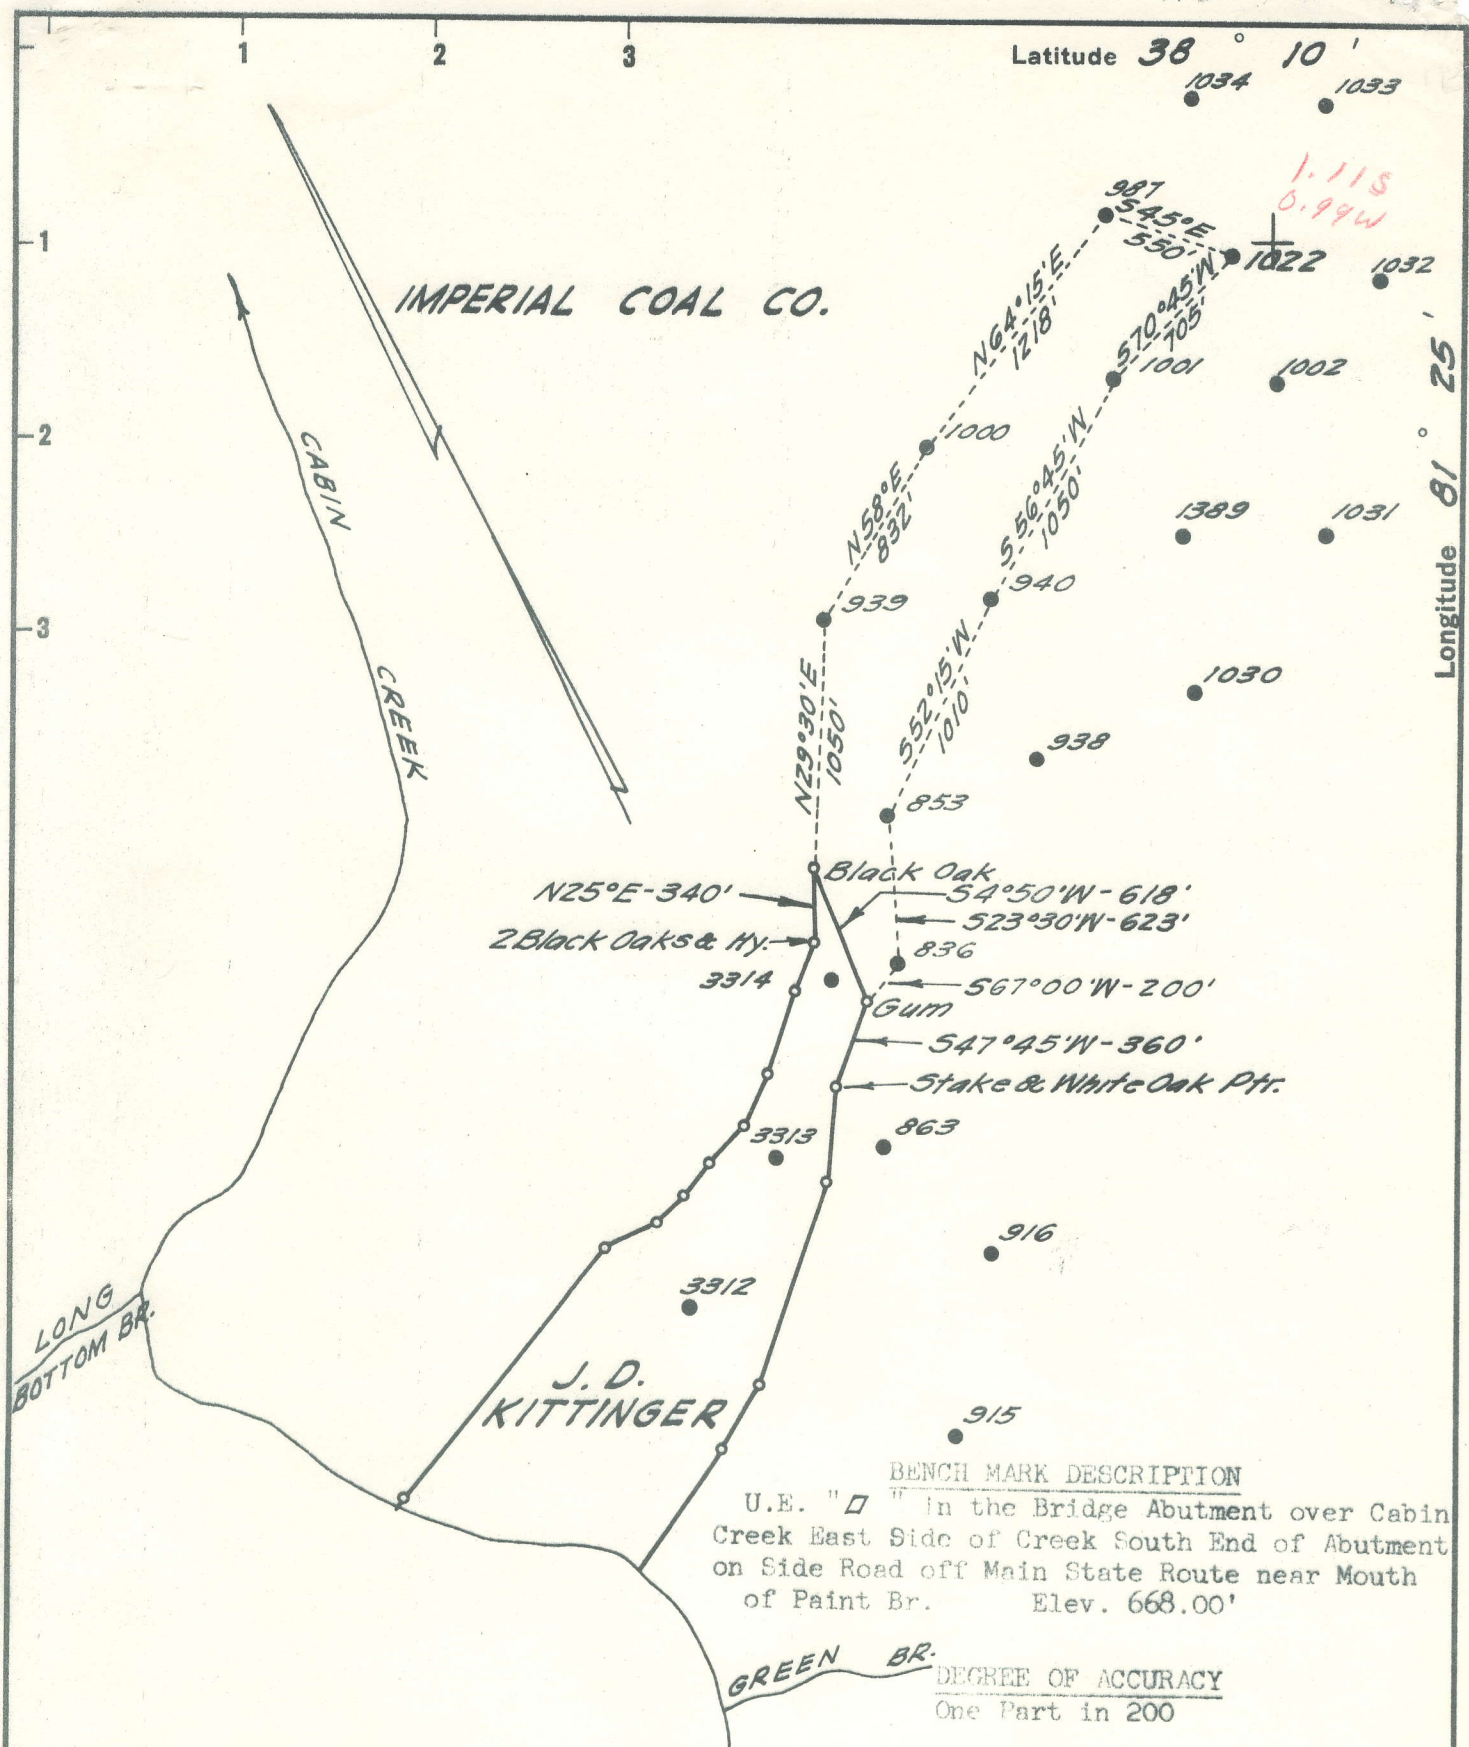 1 2 3
Latitude 38 ° 10 '
1034 1033
1.11S
0.99W
987
S45°E
550'
-1
1022
1032
N64°15'E
1218'
S70°45'W
705'
IMPERIAL COAL CO.
1001
1002
Longitude 81 ° 25 '
-2
1000
CABIN
S56°45'W
1050'
N58°E
832'
1389 1031
940
939
-3
S52°15'W
1010'
CREEK
N29°30'E
1050'
1030
938
853
Black Oak
N25°E-340'
S4°50'W-618'
S23°30'W-623'
2 Black Oaks & Hy.
836
3314
S67°00'W-200'
Gum
S47°45'W-360'
Stake & White Oak Ptr.
863
3313
916
3312
LONG
BOTTOM BR.
J. D.
KITTINGER
915
BENCH MARK DESCRIPTION
U.E. "▱" in the Bridge Abutment over Cabin
Creek East Side of Creek South End of Abutment
on Side Road off Main State Route near Mouth
of Paint Br. Elev. 668.00'
GREEN BR.
DEGREE OF ACCURACY
One Part in 200